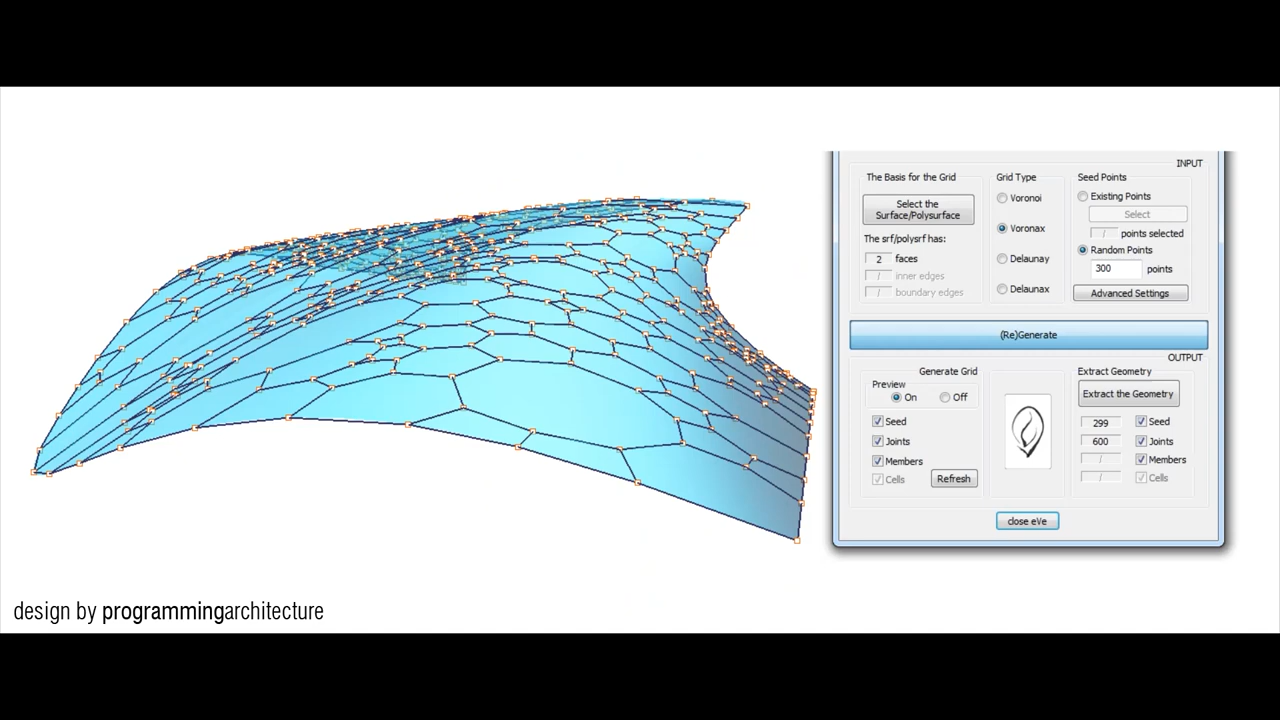 INPUT
The Basis for the Grid
Select the
Surface/Polysurface
The srf/polysrf has:
2 faces
/ inner edges
/ boundary edges
Grid Type
Voronoi
Voronax
Delaunay
Delaunax
Seed Points
Existing Points
Select
/ points selected
Random Points
300 points
Advanced Settings
(Re)Generate
OUTPUT
Generate Grid
Preview
On Off
Seed
Joints
Members
Cells
Refresh
Extract Geometry
Extract the Geometry
299 Seed
600 Joints
/ Members
/ Cells
close eVe
design by programmingarchitecture